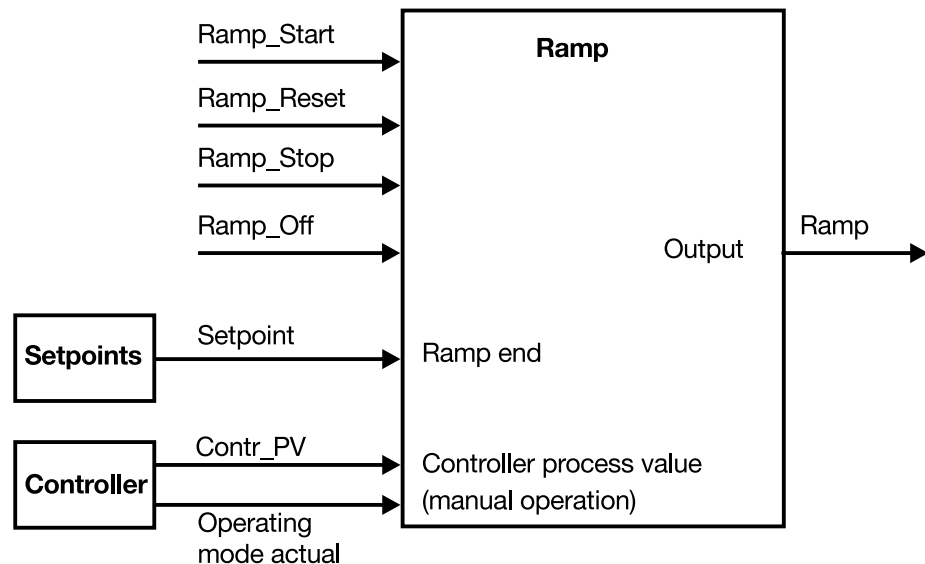 Ramp_Start
Ramp
Ramp_Reset
Ramp_Stop
Ramp_Off
Output
Ramp
Setpoints
Setpoint
Ramp end
Controller
Contr_PV
Operating
mode actual
Controller process value
(manual operation)